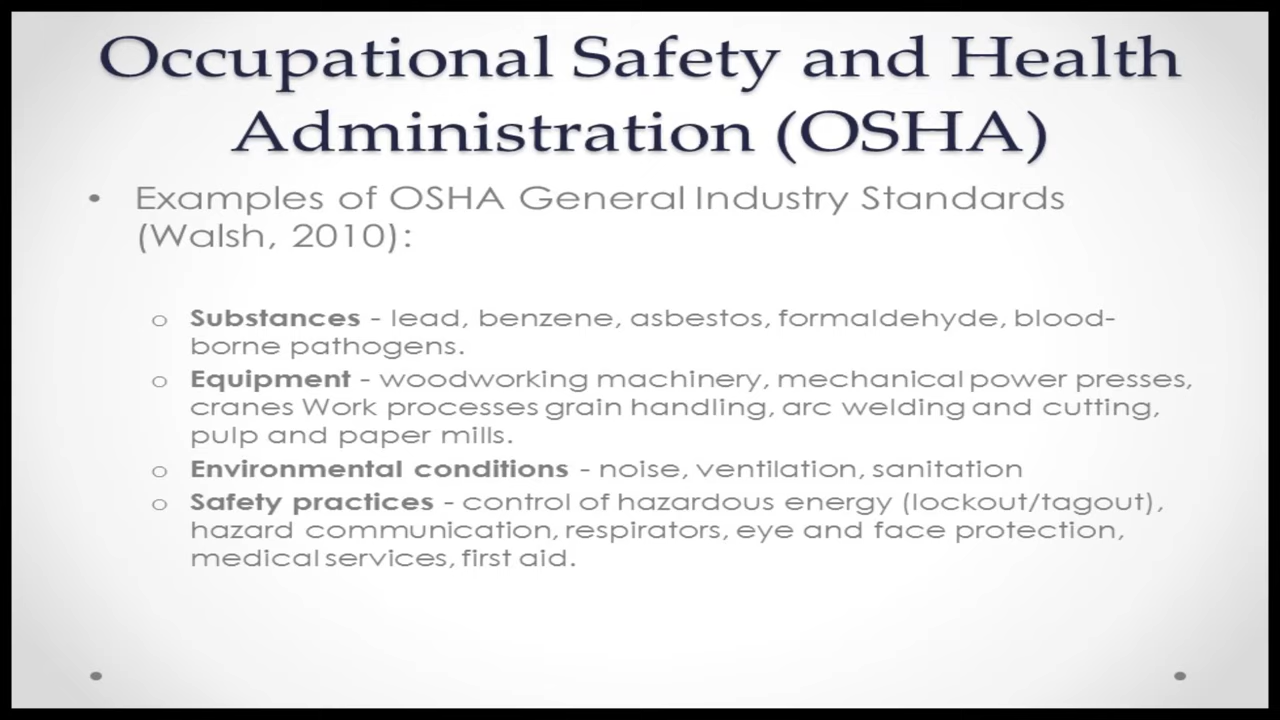 Occupational Safety and Health
Administration (OSHA)
• Examples of OSHA General Industry Standards
(Walsh, 2010):
o Substances - lead, benzene, asbestos, formaldehyde, blood-
borne pathogens.
o Equipment - woodworking machinery, mechanical power presses,
cranes Work processes grain handling, arc welding and cutting,
pulp and paper mills.
o Environmental conditions - noise, ventilation, sanitation
o Safety practices - control of hazardous energy (lockout/tagout),
hazard communication, respirators, eye and face protection,
medical services, first aid.